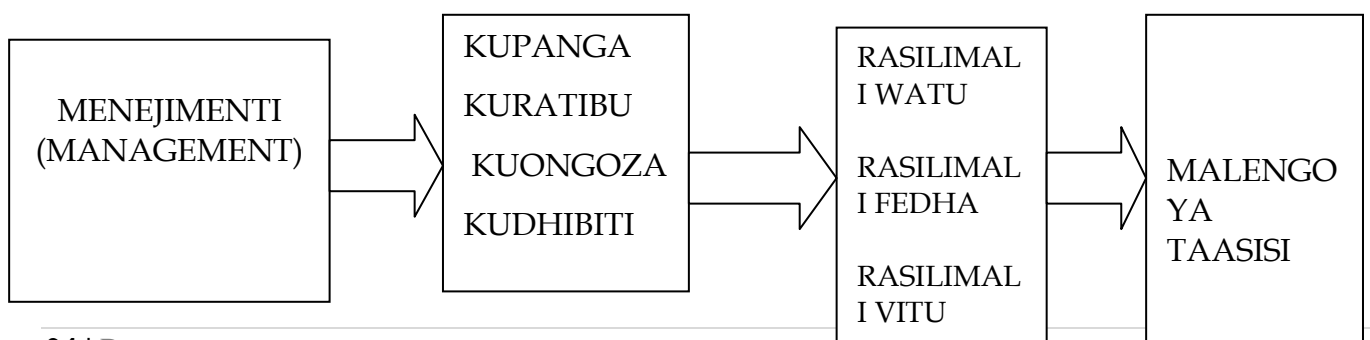 MENEJIMENTI
(MANAGEMENT)
KUPANGA
KURATIBU
KUONGOZA
KUDHIBITI
RASILIMAL
I WATU
RASILIMAL
I FEDHA
RASILIMAL
I VITU
MALENGO
YA
TAASISI